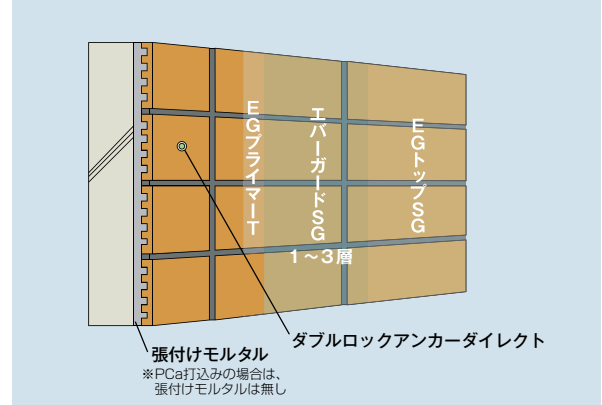 EGプライマーT
エバーガードSG
1～3層
EGトップSG
ダブルロックアンカーダイレクト
張付けモルタル
※PCa打込みの場合は、
張付けモルタルは無し